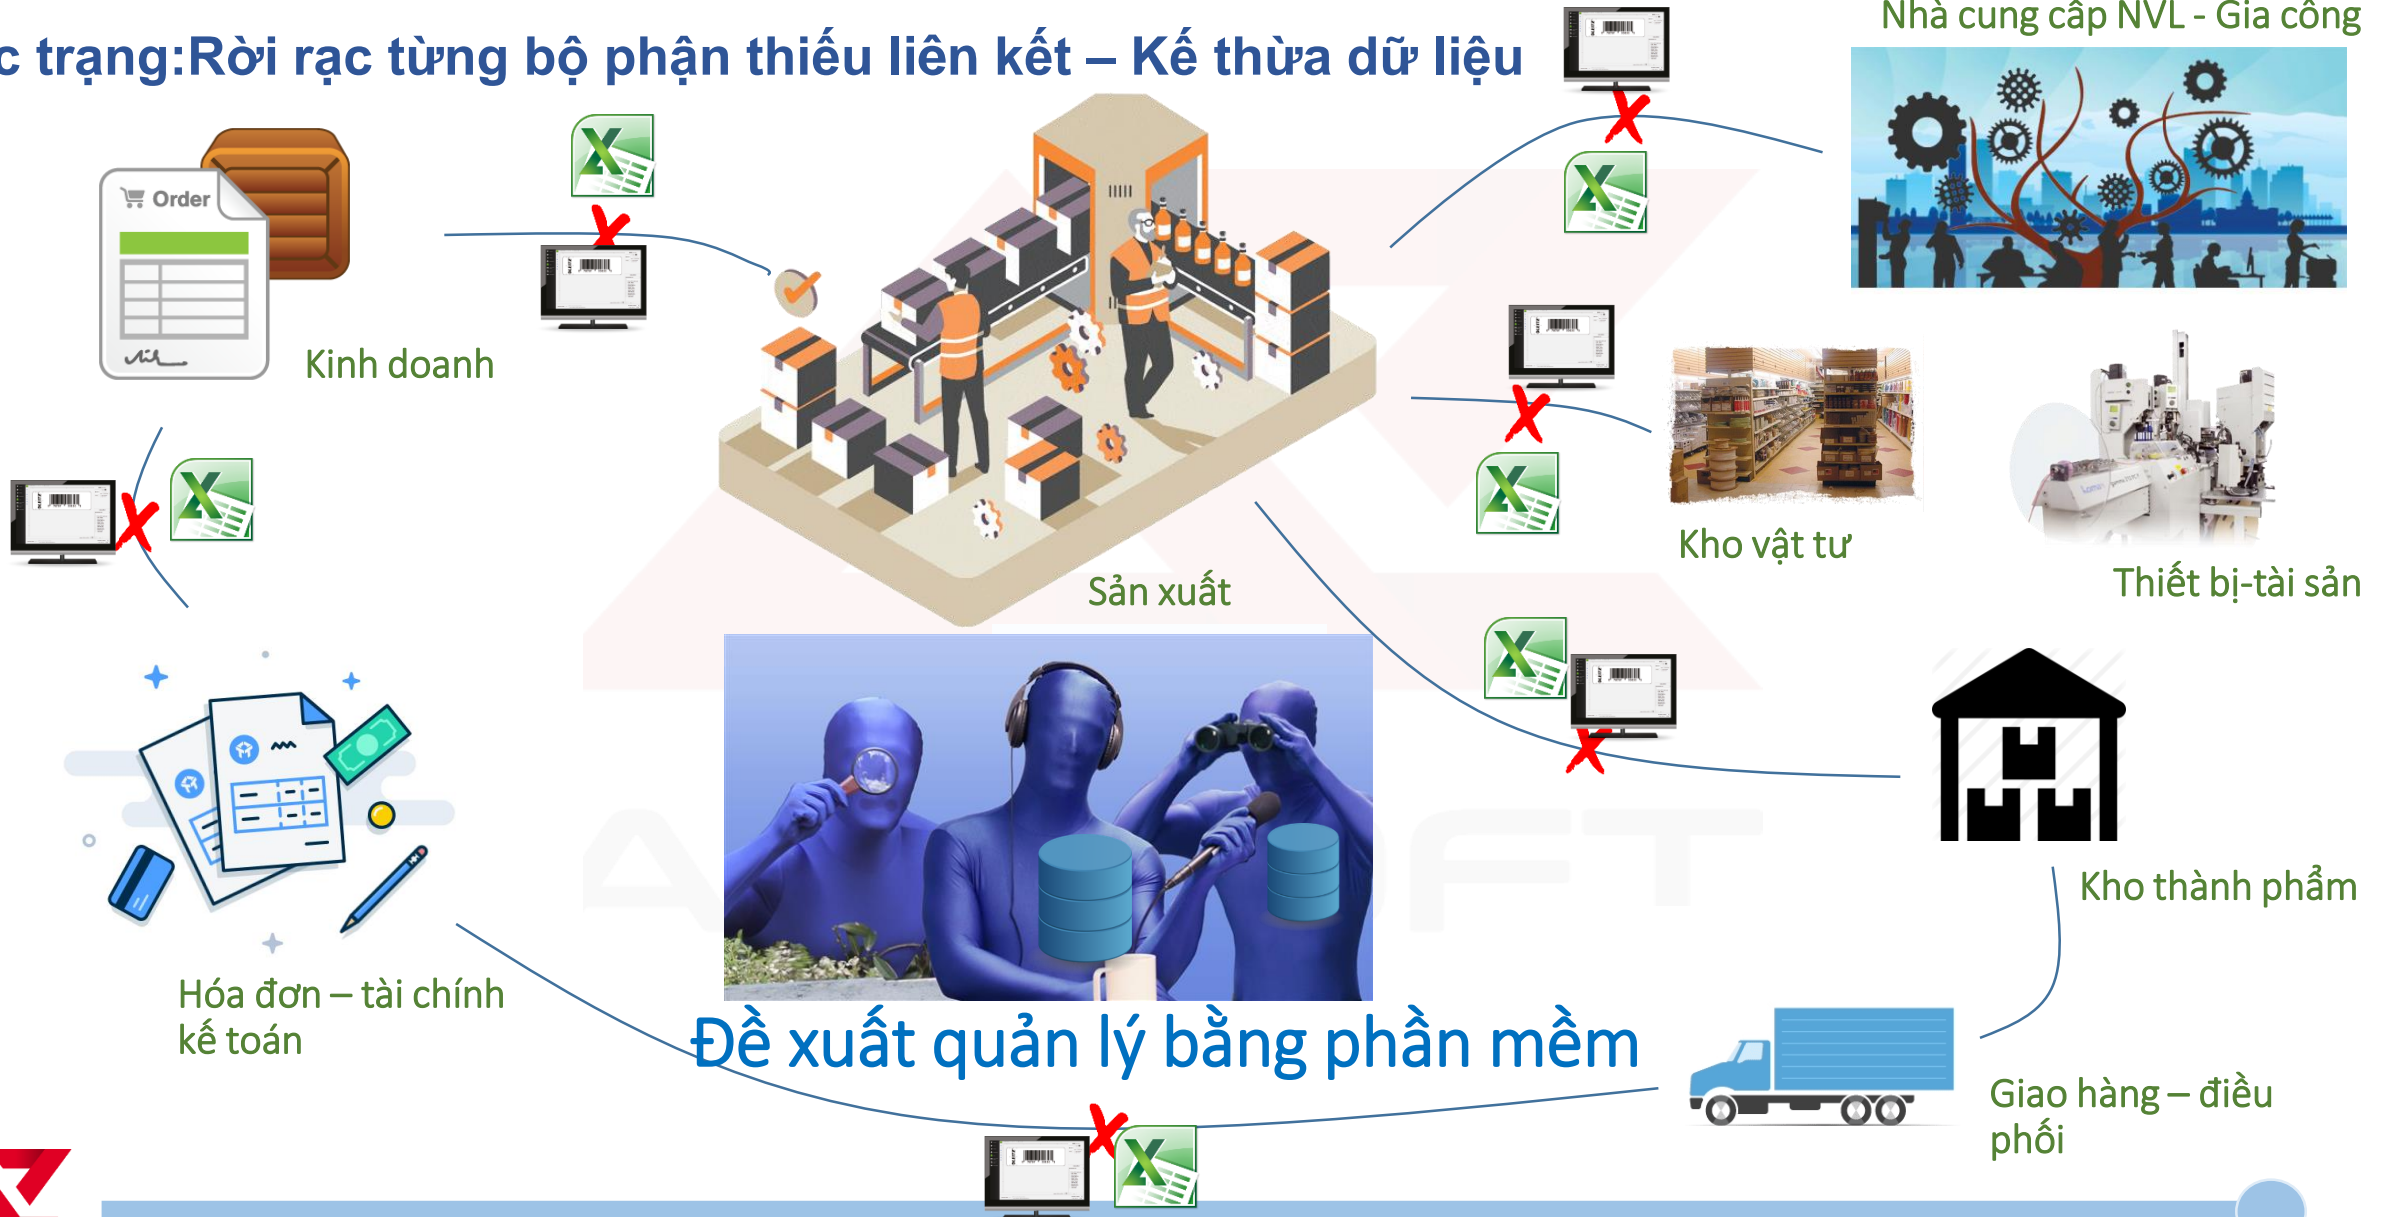 Nhà cung cấp NVL - Gia công
c trạng:Rời rạc từng bộ phận thiếu liên kết – Kế thừa dữ liệu
Order
Kinh doanh
Kho vật tư
Thiết bị-tài sản
Sản xuất
Kho thành phẩm
Hóa đơn – tài chính
kế toán
Đề xuất quản lý bằng phần mềm
Giao hàng – điều
phối